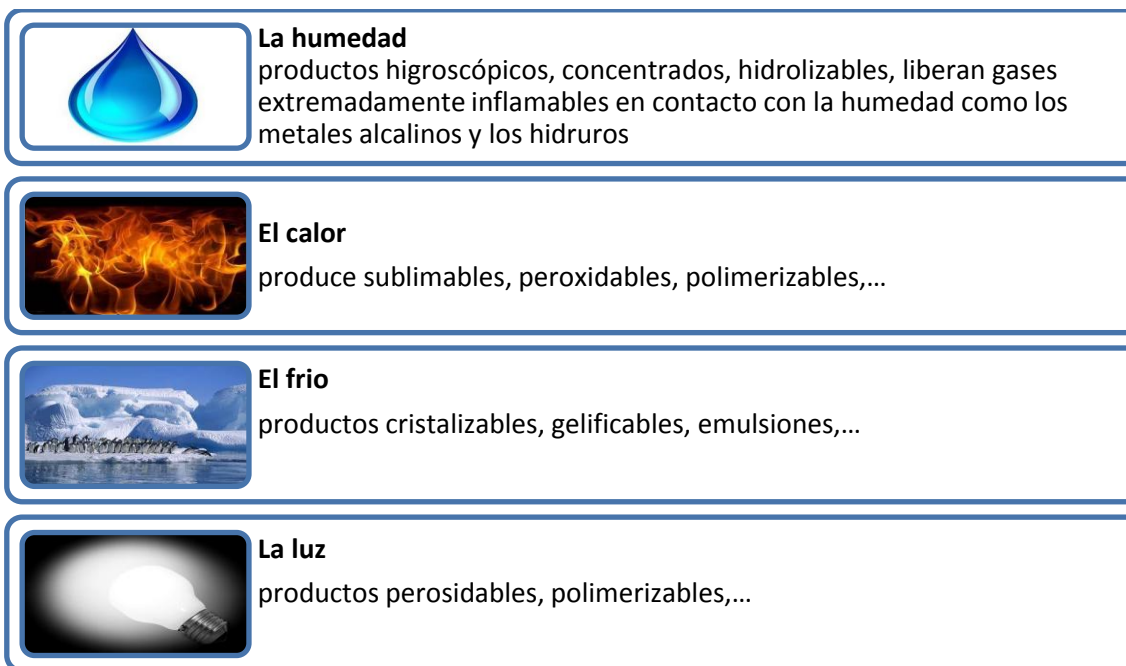 La humedad
productos higroscópicos, concentrados, hidrolizables, liberan gases
extremadamente inflamables en contacto con la humedad como los
metales alcalinos y los hidruros
El calor
produce sublimables, peroxidables, polimerizables,...
El frio
productos cristalizables, gelificables, emulsiones,...
La luz
productos perosidables, polimerizables,...